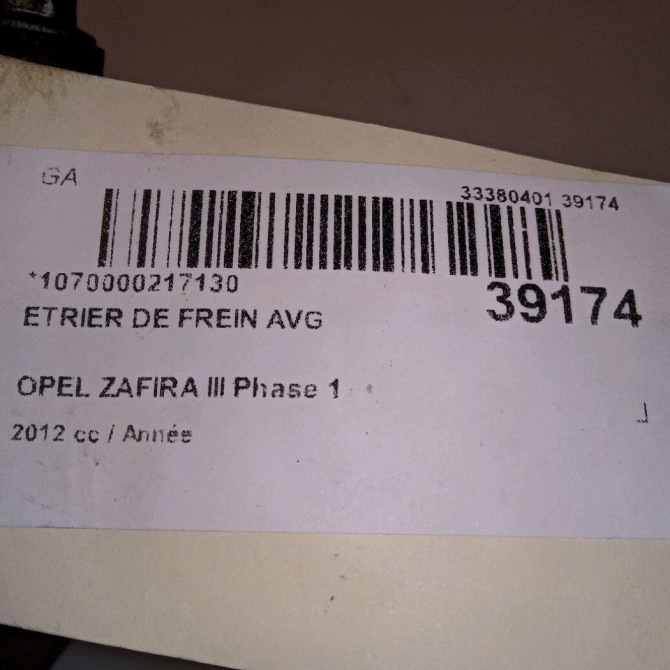 GA
33380401 39174
*1070000217130
39174
ETRIER DE FREIN AVG
OPEL ZAFIRA III Phase 1
2012 cc / Année